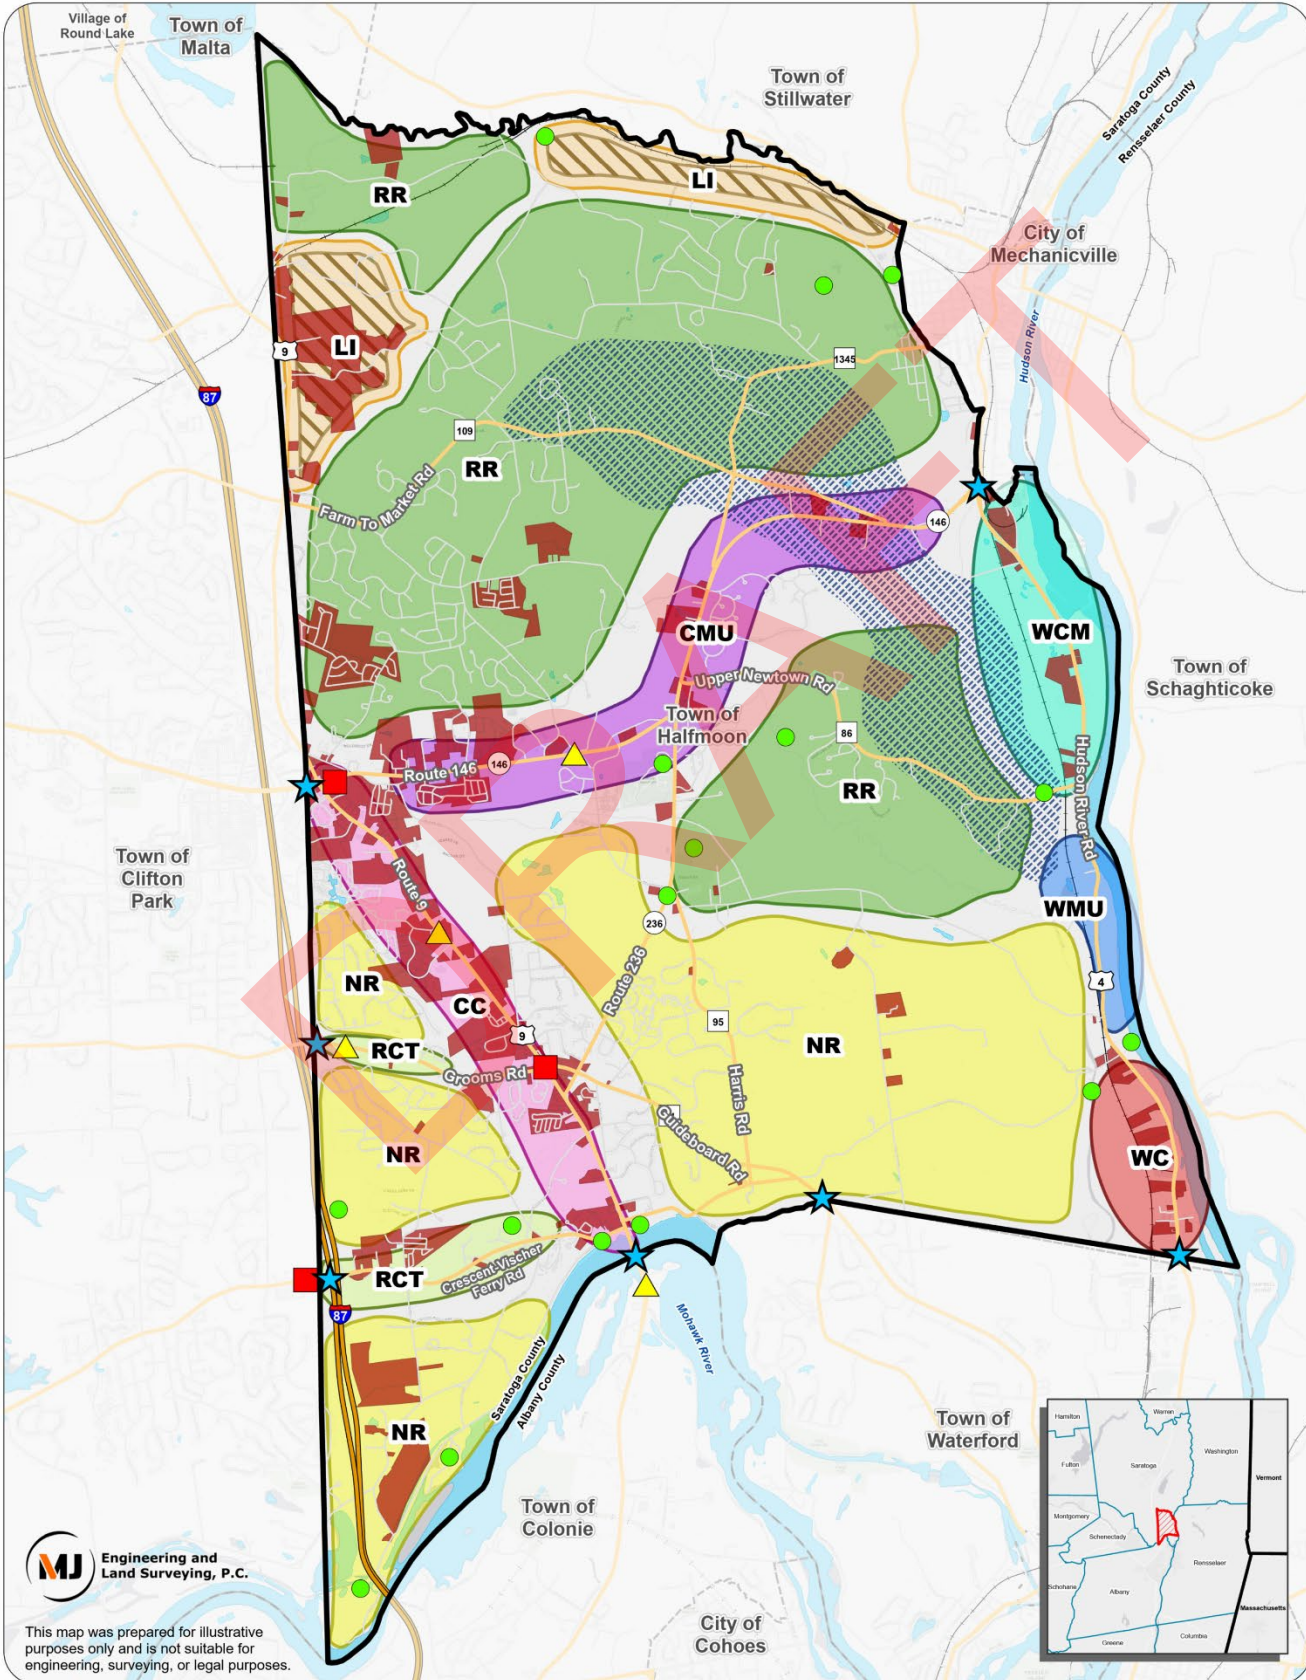 Village of
Round Lake
Town of
Malta
Town of
Stillwater
Saratoga County
Rensselaer County
RR
LI
City of
Mechanicville
Hudson River
9
LI
1345
87
109
RR
Farm To Market Rd
146
CMU
WCM
Upper Newtown Rd
Town of
Schaghticoke
Town of
Halfmoon
86
Route 146
146
RR
Hudson River Rd
Town of
Clifton
Park
Route 9
WMU
236
NR
Route 236
4
CC
95
9
NR
RCT
Grooms Rd
Harris Rd
Guideboard Rd
NR
WC
RCT
Crescent-Vischer
Ferry Rd
87
Mohawk River
Saratoga County
Albany County
NR
Town of
Waterford
Town of
Colonie
City of
Cohoes
DRAFT
MJ
Engineering and
Land Surveying, P.C.
This map was prepared for illustrative
purposes only and is not suitable for
engineering, surveying, or legal purposes.
Hamilton
Warren
Washington
Fulton
Saratoga
Vermont
Montgomery
Schenectady
Rensselaer
Schoharie
Albany
Massachusetts
Greene
Columbia